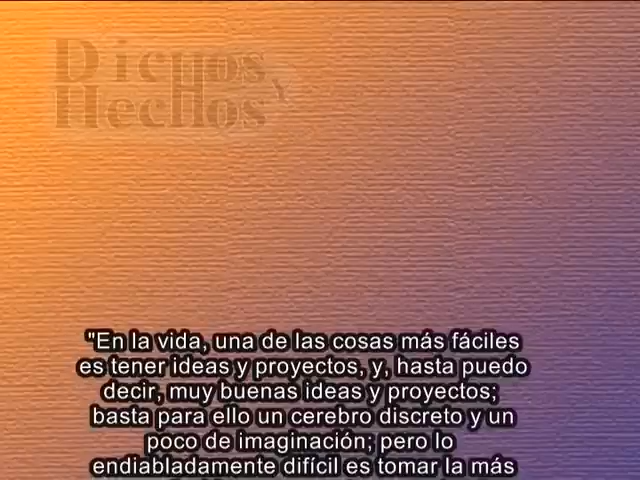 Dichos
y
Hechos
"En la vida, una de las cosas más fáciles
es tener ideas y proyectos, y, hasta puedo
decir, muy buenas ideas y proyectos;
basta para ello un cerebro discreto y un
poco de imaginación; pero lo
endiabladamente difícil es tomar la más